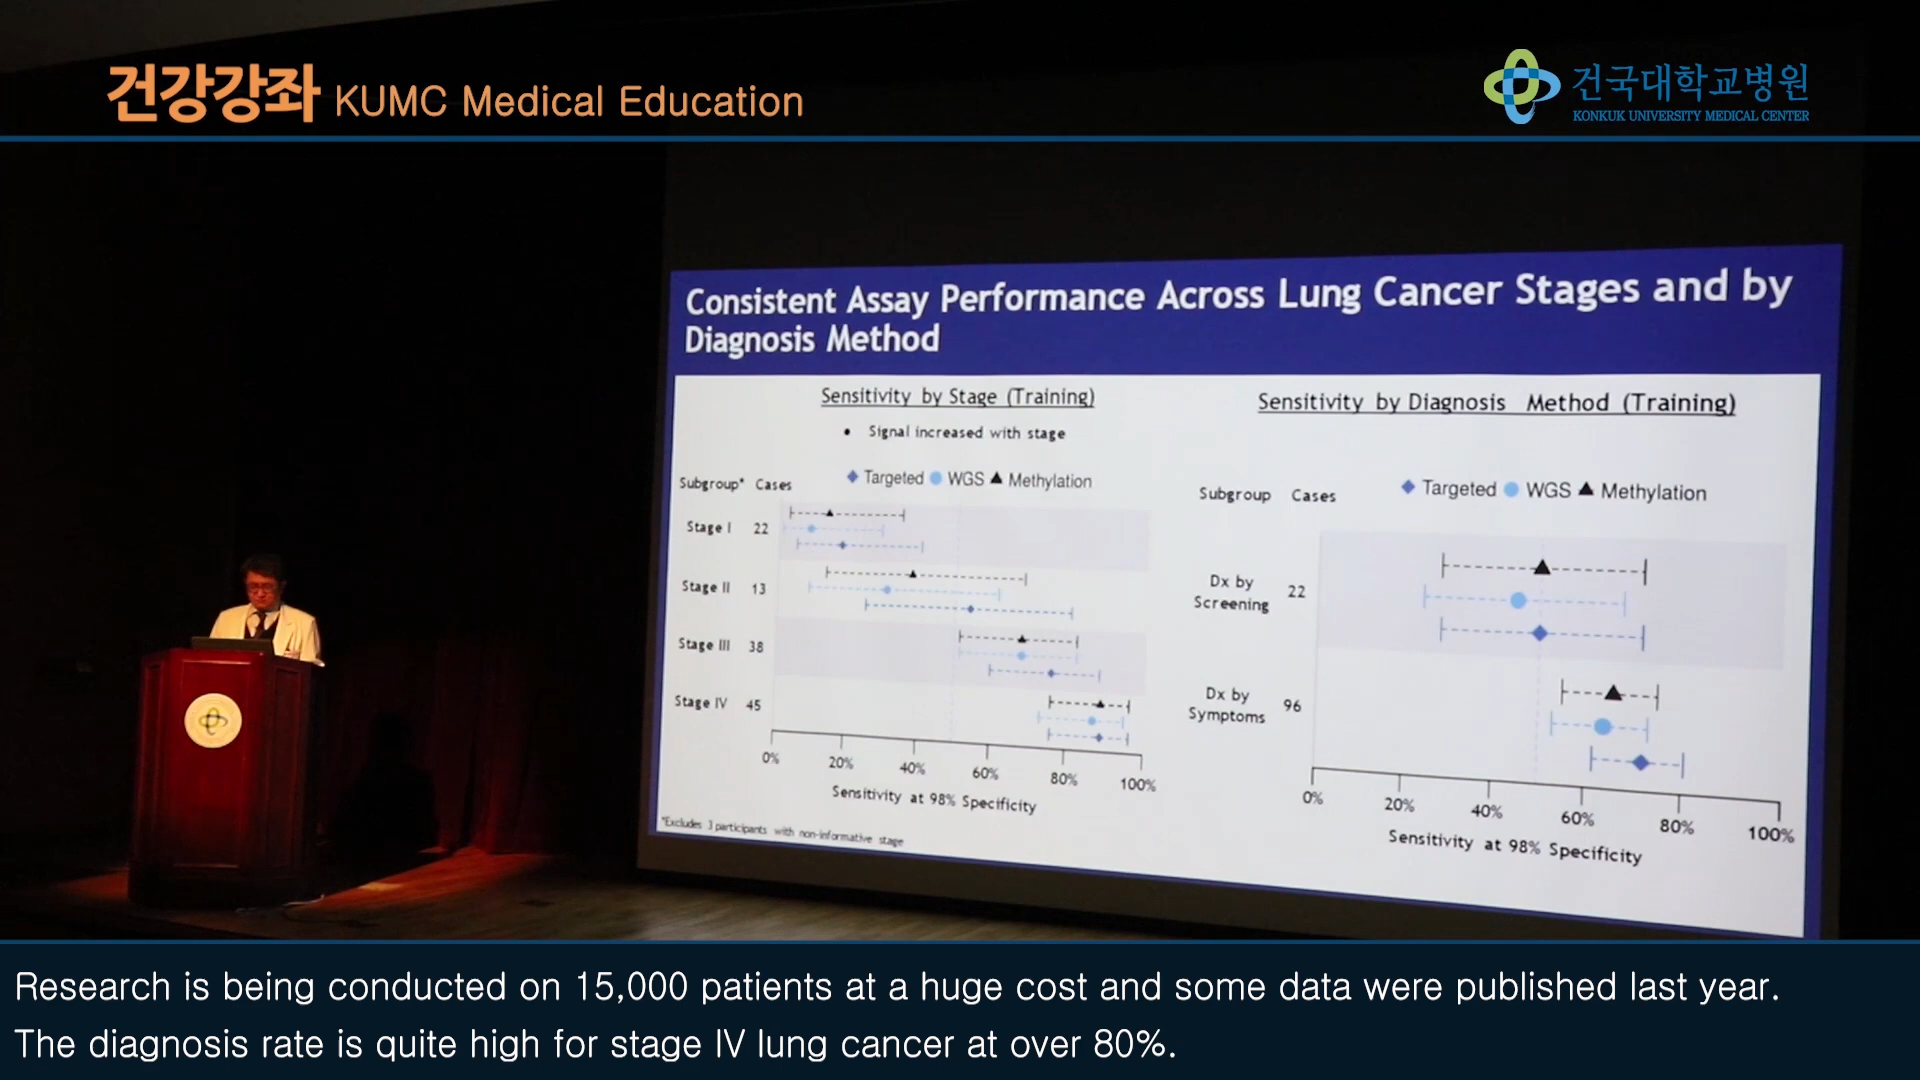 건강강좌 KUMC Medical Education
건국대학교병원
KONKUK UNIVERSITY MEDICAL CENTER
Consistent Assay Performance Across Lung Cancer Stages and by
Diagnosis Method
Sensitivity by Stage (Training)
• Signal increased with stage
Subgroup* Cases
Targeted WGS Methylation
Stage I 22
Stage II 13
Stage III 38
Stage IV 45
0% 20% 40% 60% 80% 100%
Sensitivity at 98% Specificity
*Excludes 3 participants with non-informative stage
Sensitivity by Diagnosis Method (Training)
Subgroup Cases
Targeted WGS Methylation
Dx by
Screening
22
Dx by
Symptoms
96
0% 20% 40% 60% 80% 100%
Sensitivity at 98% Specificity
Research is being conducted on 15,000 patients at a huge cost and some data were published last year.
The diagnosis rate is quite high for stage IV lung cancer at over 80%.